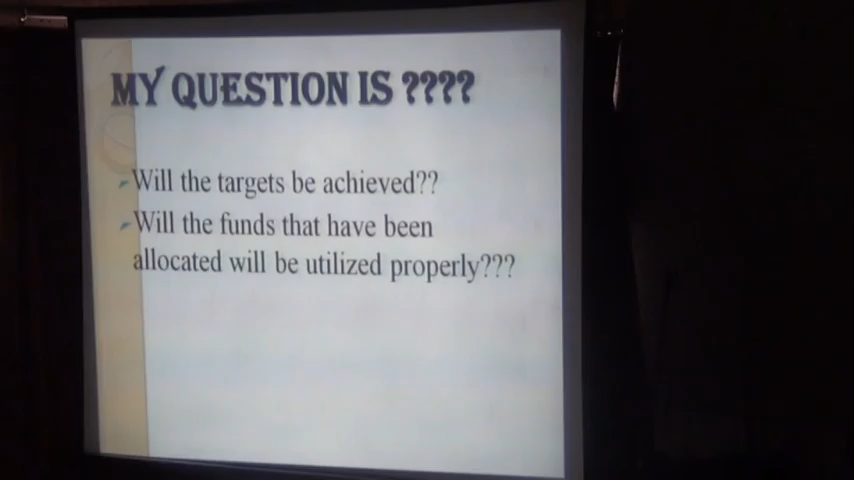 MY QUESTION IS ????
Will the targets be achieved??
Will the funds that have been
allocated will be utilized properly???